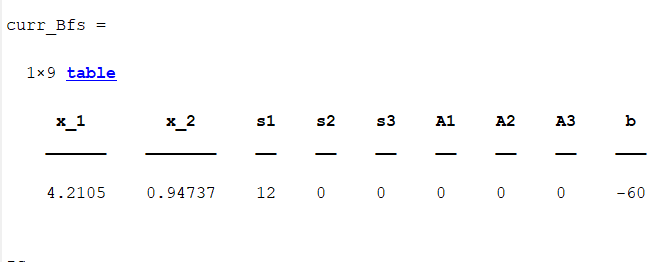 curr_Bfs =
1×9 table
x_1 x_2 s1 s2 s3 A1 A2 A3 b
4.2105 0.94737 12 0 0 0 0 0 -60